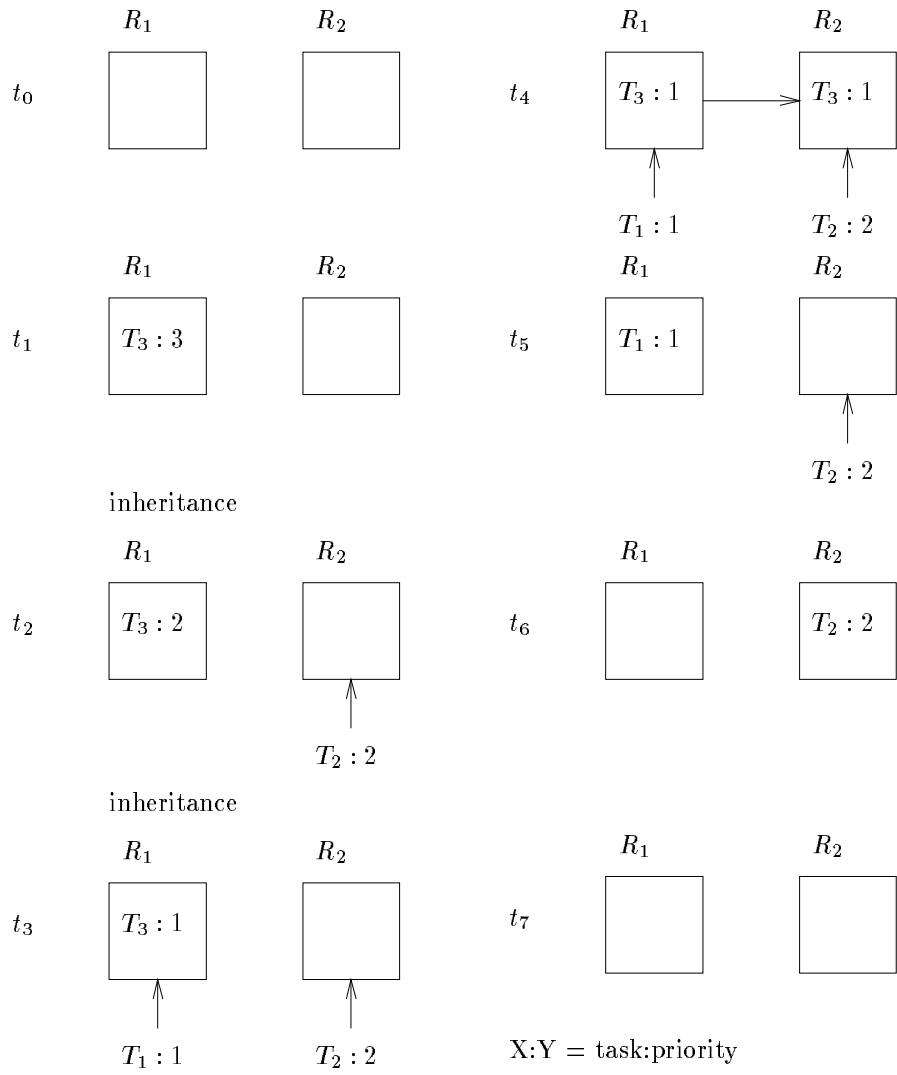 R₁ R₂
t₀
t₁
R₁ R₂
T₃ : 3
inheritance
R₁ R₂
t₂
T₃ : 2
T₂ : 2
inheritance
R₁ R₂
t₃
T₃ : 1
T₁ : 1 T₂ : 2
R₁ R₂
t₄
T₃ : 1 T₃ : 1
T₁ : 1 T₂ : 2
R₁ R₂
t₅
T₁ : 1
T₂ : 2
R₁ R₂
t₆
T₂ : 2
R₁ R₂
t₇
X:Y = task:priority